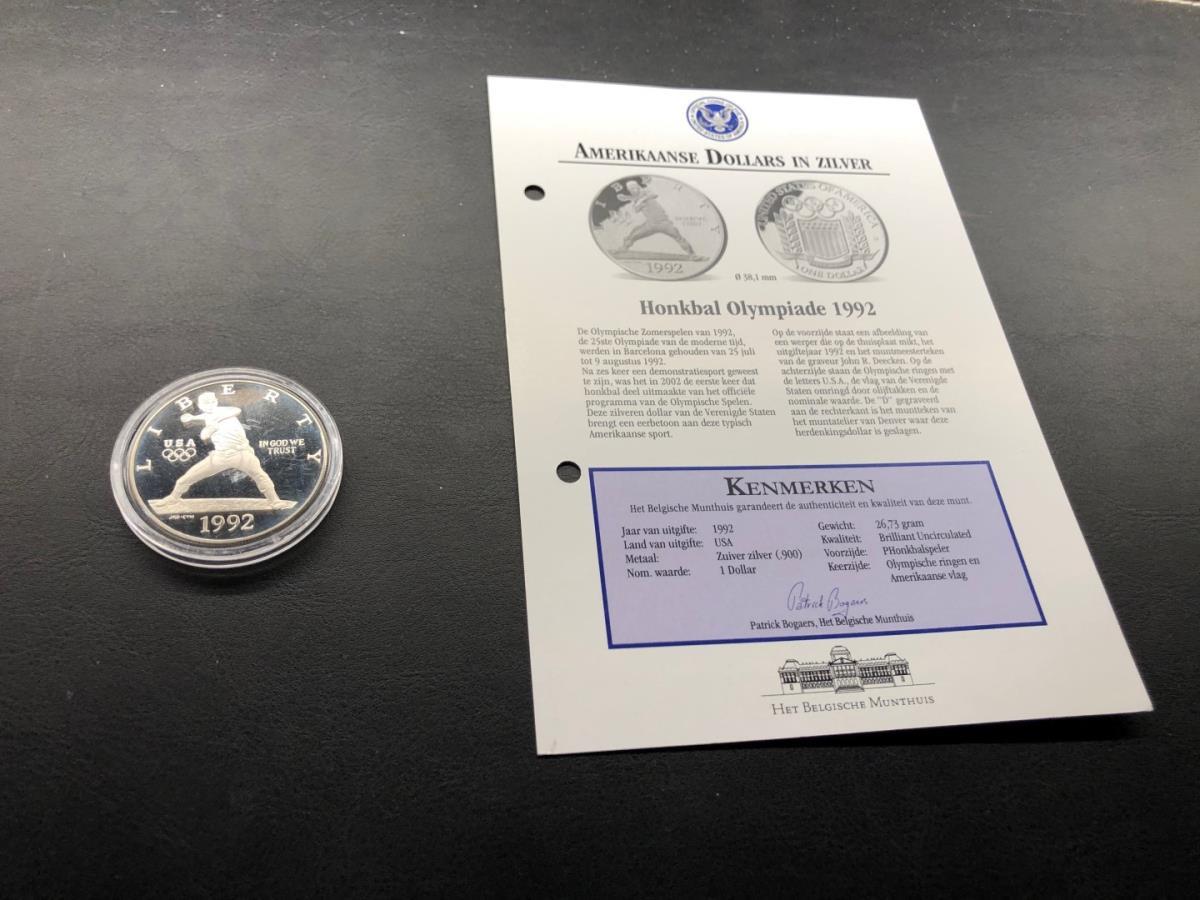 LIBERTY
USA
IN GOD WE
TRUST
1992
AMERIKAANSE DOLLARS IN ZILVER
LIBERTY
1992
UNITED STATES OF AMERICA
ONE DOLLAR
Ø 38,1 mm
Honkbal Olympiade 1992
De Olympische Zomerspelen van 1992,
de 25ste Olympiade van de moderne tijd,
werden in Barcelona gehouden van 25 juli
tot 9 augustus 1992.
Na zes keer een demonstratiesport geweest
te zijn, was het in 2002 de eerste keer dat
honkbal deel uitmaakte van het officiële
programma van de Olympische Spelen.
Deze zilveren dollar van de Verenigde Staten
brengt een eerbetoon aan deze typisch
Amerikaanse sport.
Op de voorzijde staat een afbeelding van
een werper die op de thuisplaat mikt, het
uitgiftejaar 1992 en het muntmeesterteken
van de graveur John R. Deecken. Op de
achterzijde staan de Olympische ringen met
de letters U.S.A., de vlag van de Verenigde
Staten omringd door olijftakken en de
nominale waarde. De "D" gegraveerd
aan de rechterkant is het muntteken van
het muntatelier van Denver waar deze
herdenkingsdollar is geslagen.
KENMERKEN
Het Belgische Munthuis garandeert de authenticiteit en kwaliteit van deze munt.
Jaar van uitgifte: 1992
Land van uitgifte: USA
Metaal: Zuiver zilver (.900)
Nom. waarde: 1 Dollar
Gewicht: 26,73 gram
Kwaliteit: Brilliant Uncirculated
Voorzijde: PHonkbalspeler
Keerzijde: Olympische ringen en
Amerikaanse vlag
Patrick Bogaers
Patrick Bogaers, Het Belgische Munthuis
HET BELGISCHE MUNTHUIS